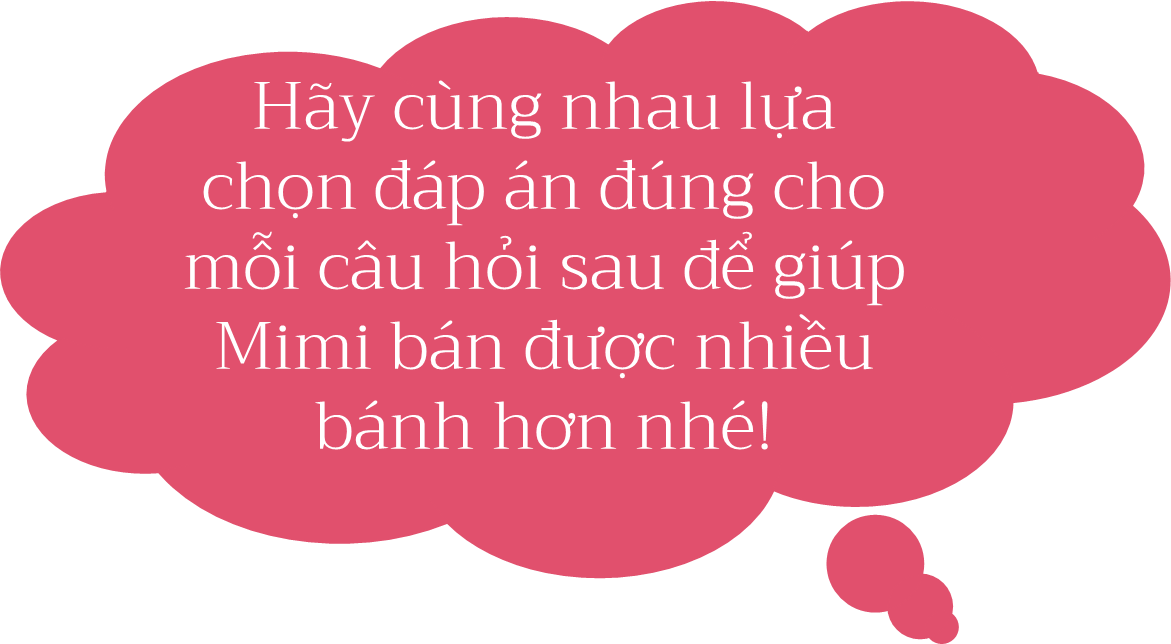 Hãy cùng nhau lựa
chọn đáp án đúng cho
mỗi câu hỏi sau để giúp
Mimi bán được nhiều
bánh hơn nhé!